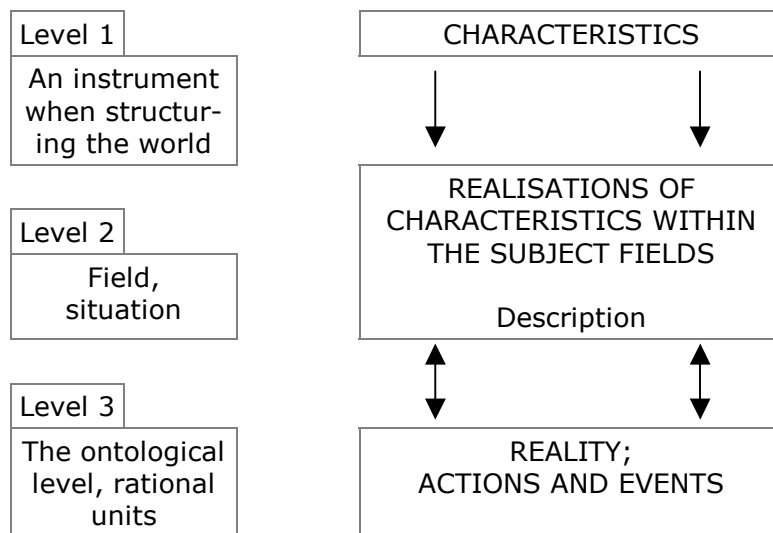 Level 1
An instrument
when structur-
ing the world
CHARACTERISTICS
Level 2
Field,
situation
REALISATIONS OF
CHARACTERISTICS WITHIN
THE SUBJECT FIELDS
Description
Level 3
The ontological
level, rational
units
REALITY;
ACTIONS AND EVENTS